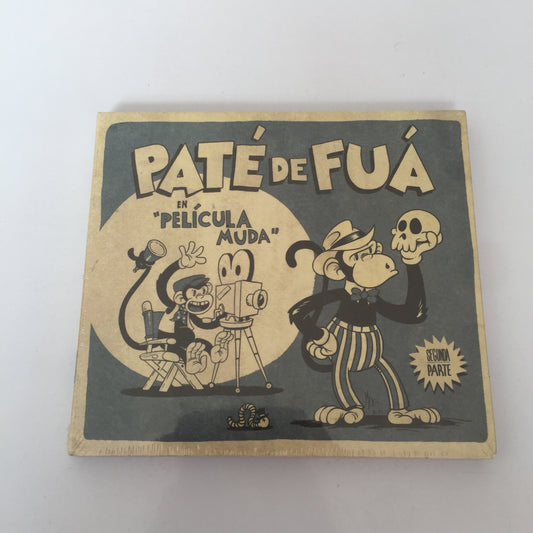 PATÉ DE FUÁ
EN
"PELÍCULA
MUDA"
SEGUNDA
PARTE